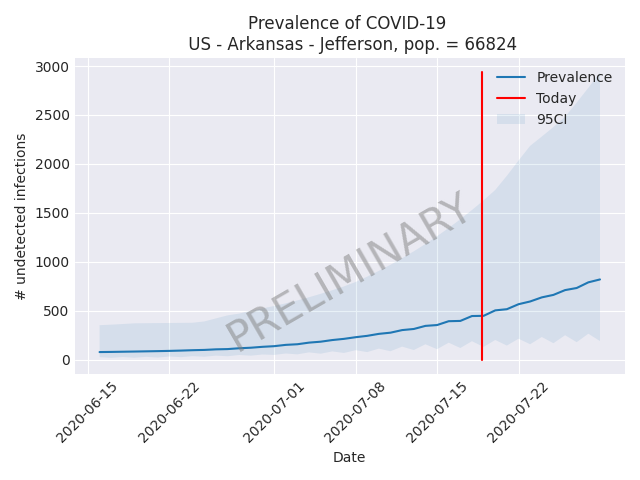 Prevalence of COVID-19
US - Arkansas - Jefferson, pop. = 66824
3000
2500
2000
1500
1000
500
0
# undetected infections
Prevalence
Today
95CI
PRELIMINARY
2020-06-15
2020-06-22
2020-07-01
2020-07-08
2020-07-15
2020-07-22
Date